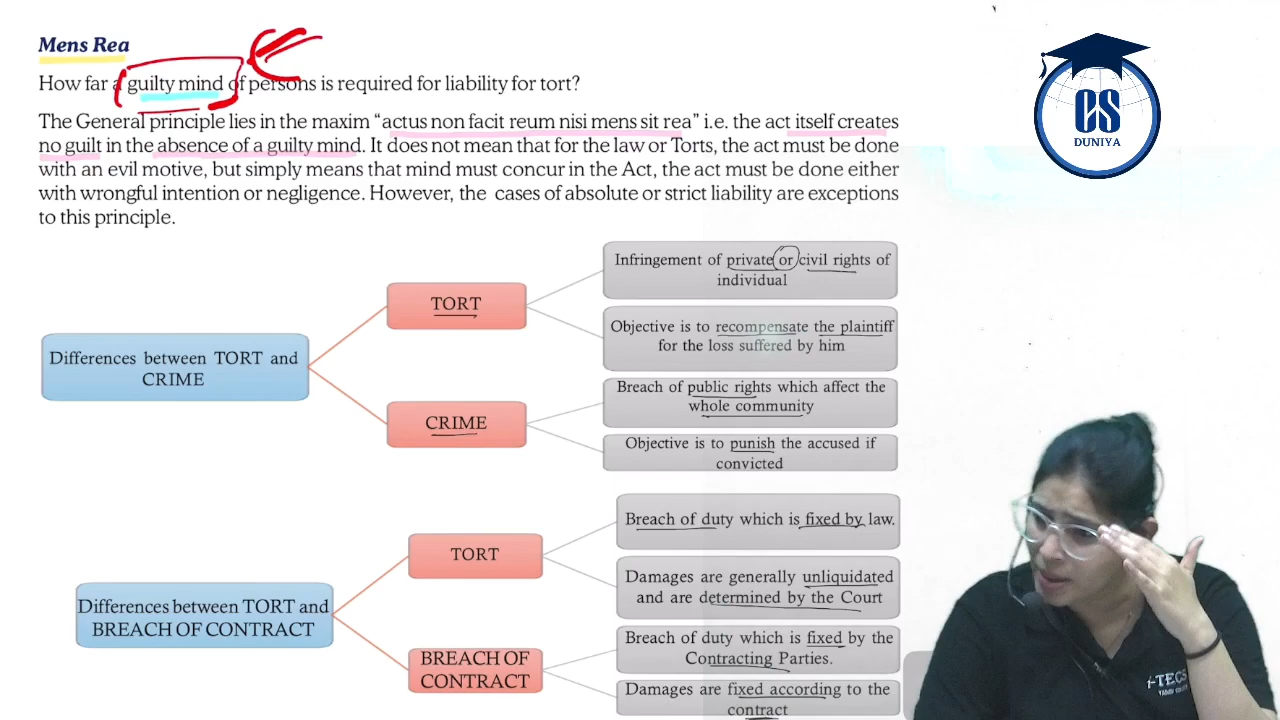 Mens Rea
How far a guilty mind of persons is required for liability for tort?
The General principle lies in the maxim “actus non facit reum nisi mens sit rea” i.e. the act itself creates
no guilt in the absence of a guilty mind. It does not mean that for the law or Torts, the act must be done
with an evil motive, but simply means that mind must concur in the Act, the act must be done either
with wrongful intention or negligence. However, the cases of absolute or strict liability are exceptions
to this principle.
CS
DUNIYA
Differences between TORT and
CRIME
TORT
Infringement of private or civil rights of
individual
Objective is to recompensate the plaintiff
for the loss suffered by him
CRIME
Breach of public rights which affect the
whole community
Objective is to punish the accused if
convicted
Differences between TORT and
BREACH OF CONTRACT
TORT
Breach of duty which is fixed by law.
Damages are generally unliquidated
and are determined by the Court
BREACH OF
CONTRACT
Breach of duty which is fixed by the
Contracting Parties.
Damages are fixed according to the
contract
i-TECS